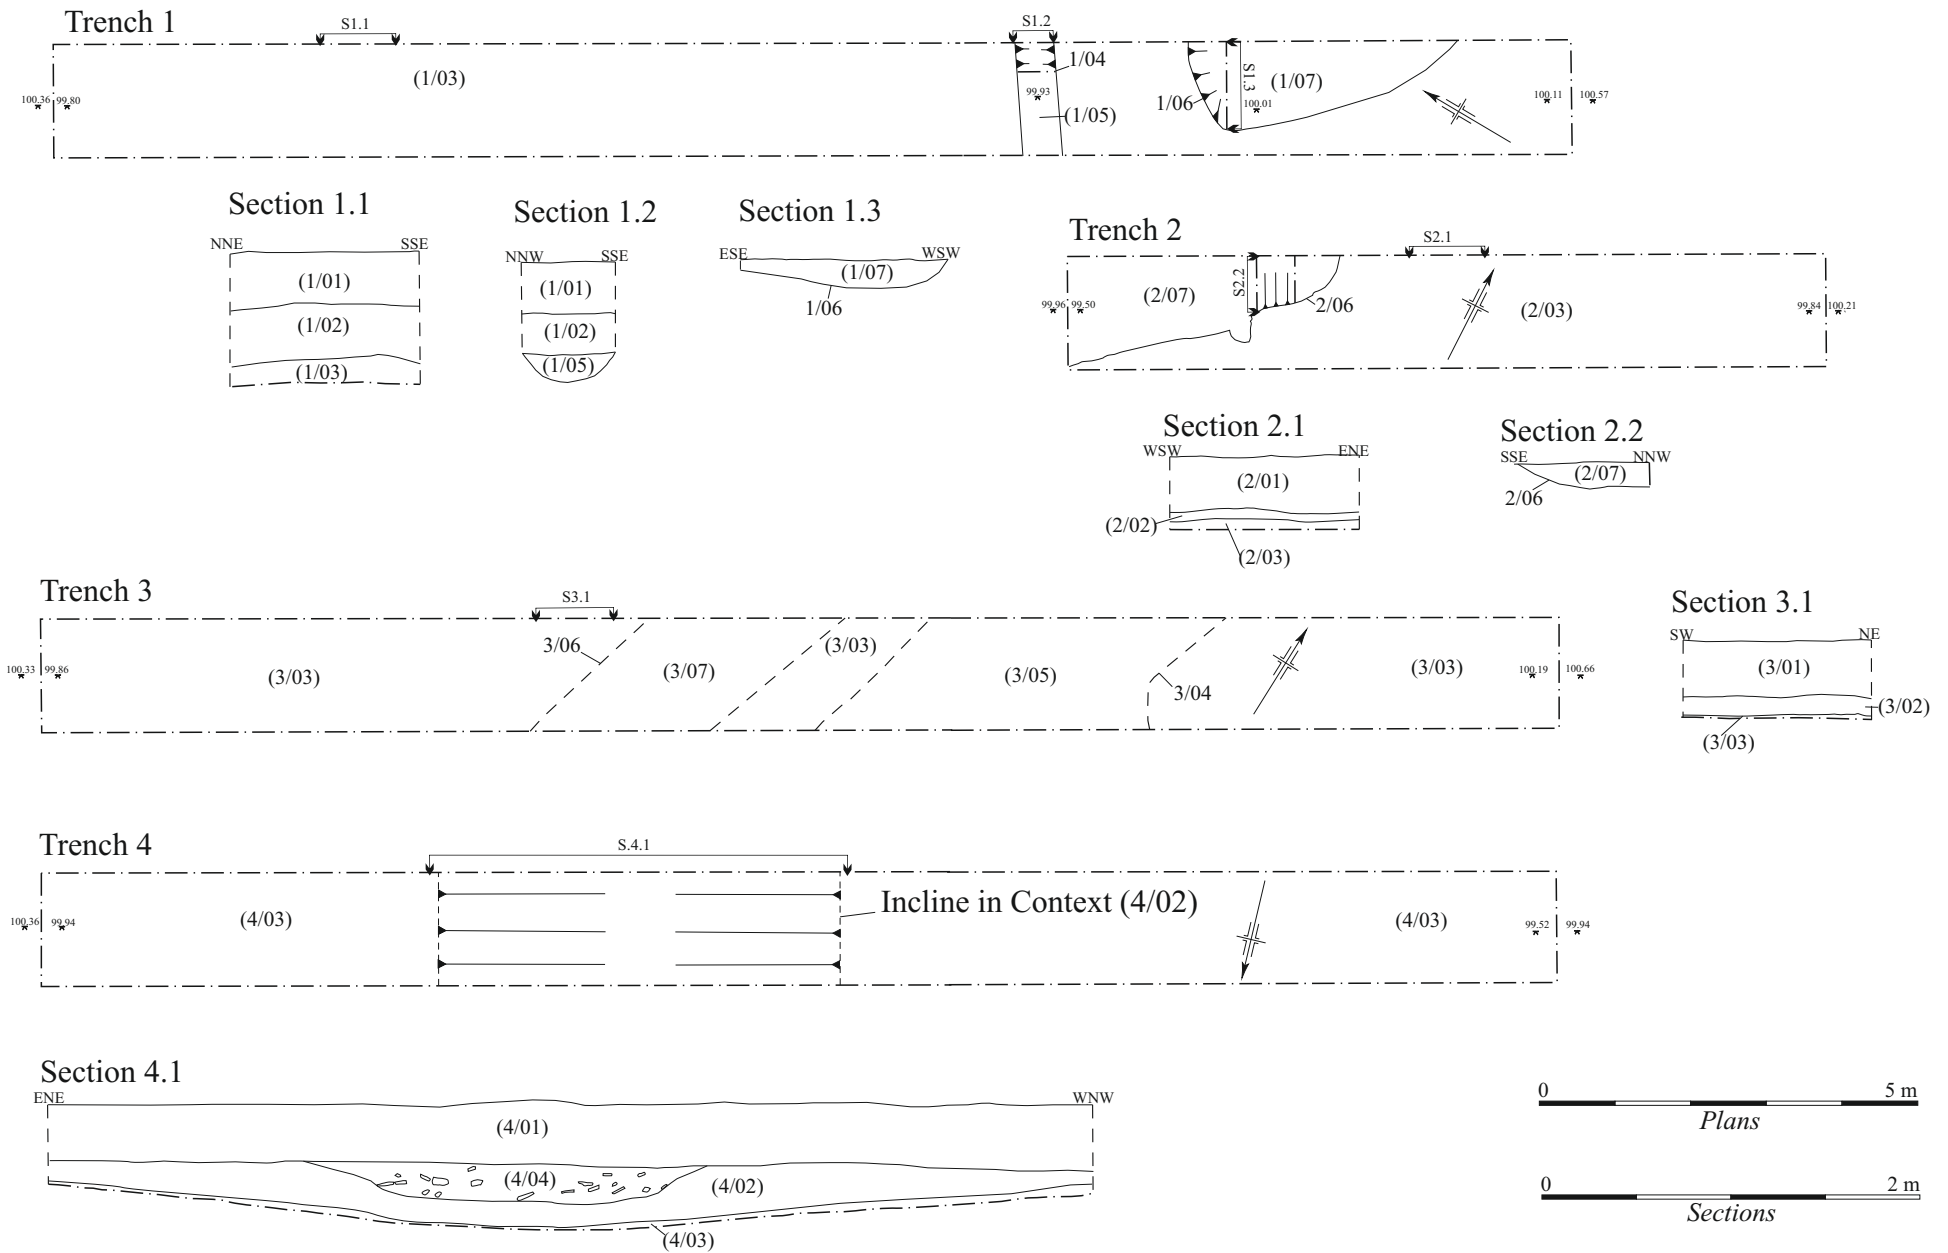 Trench 1
S1.1
S1.2
(1/03)
1/04
S1.3
(1/07)
100.36 99.80
99.93
1/06
100.01
100.11 100.57
(1/05)
Section 1.1
NNE SSE
(1/01)
(1/02)
(1/03)
Section 1.2
NNW SSE
(1/01)
(1/02)
(1/05)
Section 1.3
ESE WSW
(1/07)
1/06
Trench 2
S2.1
S2.2
(2/07)
2/06
(2/03)
99.96 99.50
99.84 100.21
Section 2.1
WSW ENE
(2/01)
(2/02)
(2/03)
Section 2.2
SSE NNW
(2/07)
2/06
Trench 3
S3.1
3/06
(3/03)
100.33 99.86
(3/03)
(3/07)
(3/05)
3/04
(3/03)
100.19 100.66
Section 3.1
SW NE
(3/01)
(3/02)
(3/03)
Trench 4
S.4.1
100.36 99.94
(4/03)
Incline in Context (4/02)
(4/03)
99.52 99.94
Section 4.1
ENE WNW
(4/01)
(4/04)
(4/02)
(4/03)
0 5 m
Plans
0 2 m
Sections